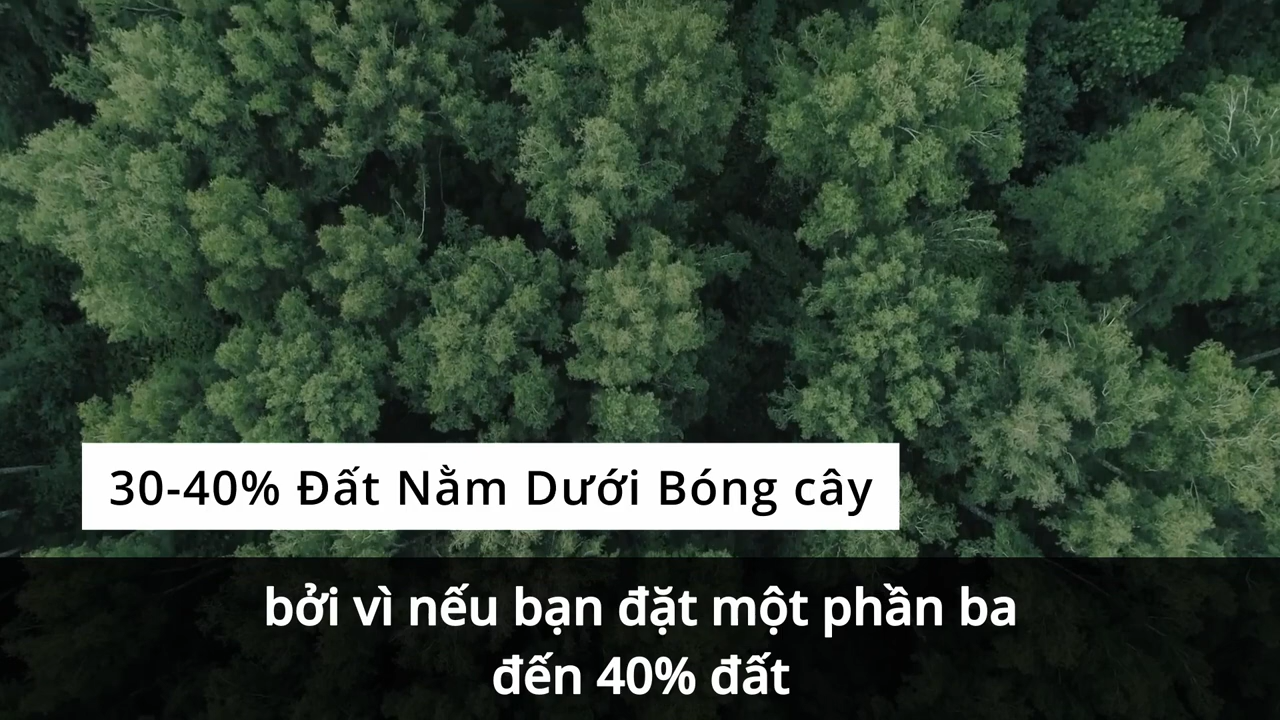 30-40% Đất Nằm Dưới Bóng cây
bởi vì nếu bạn đặt một phần ba
đến 40% đất